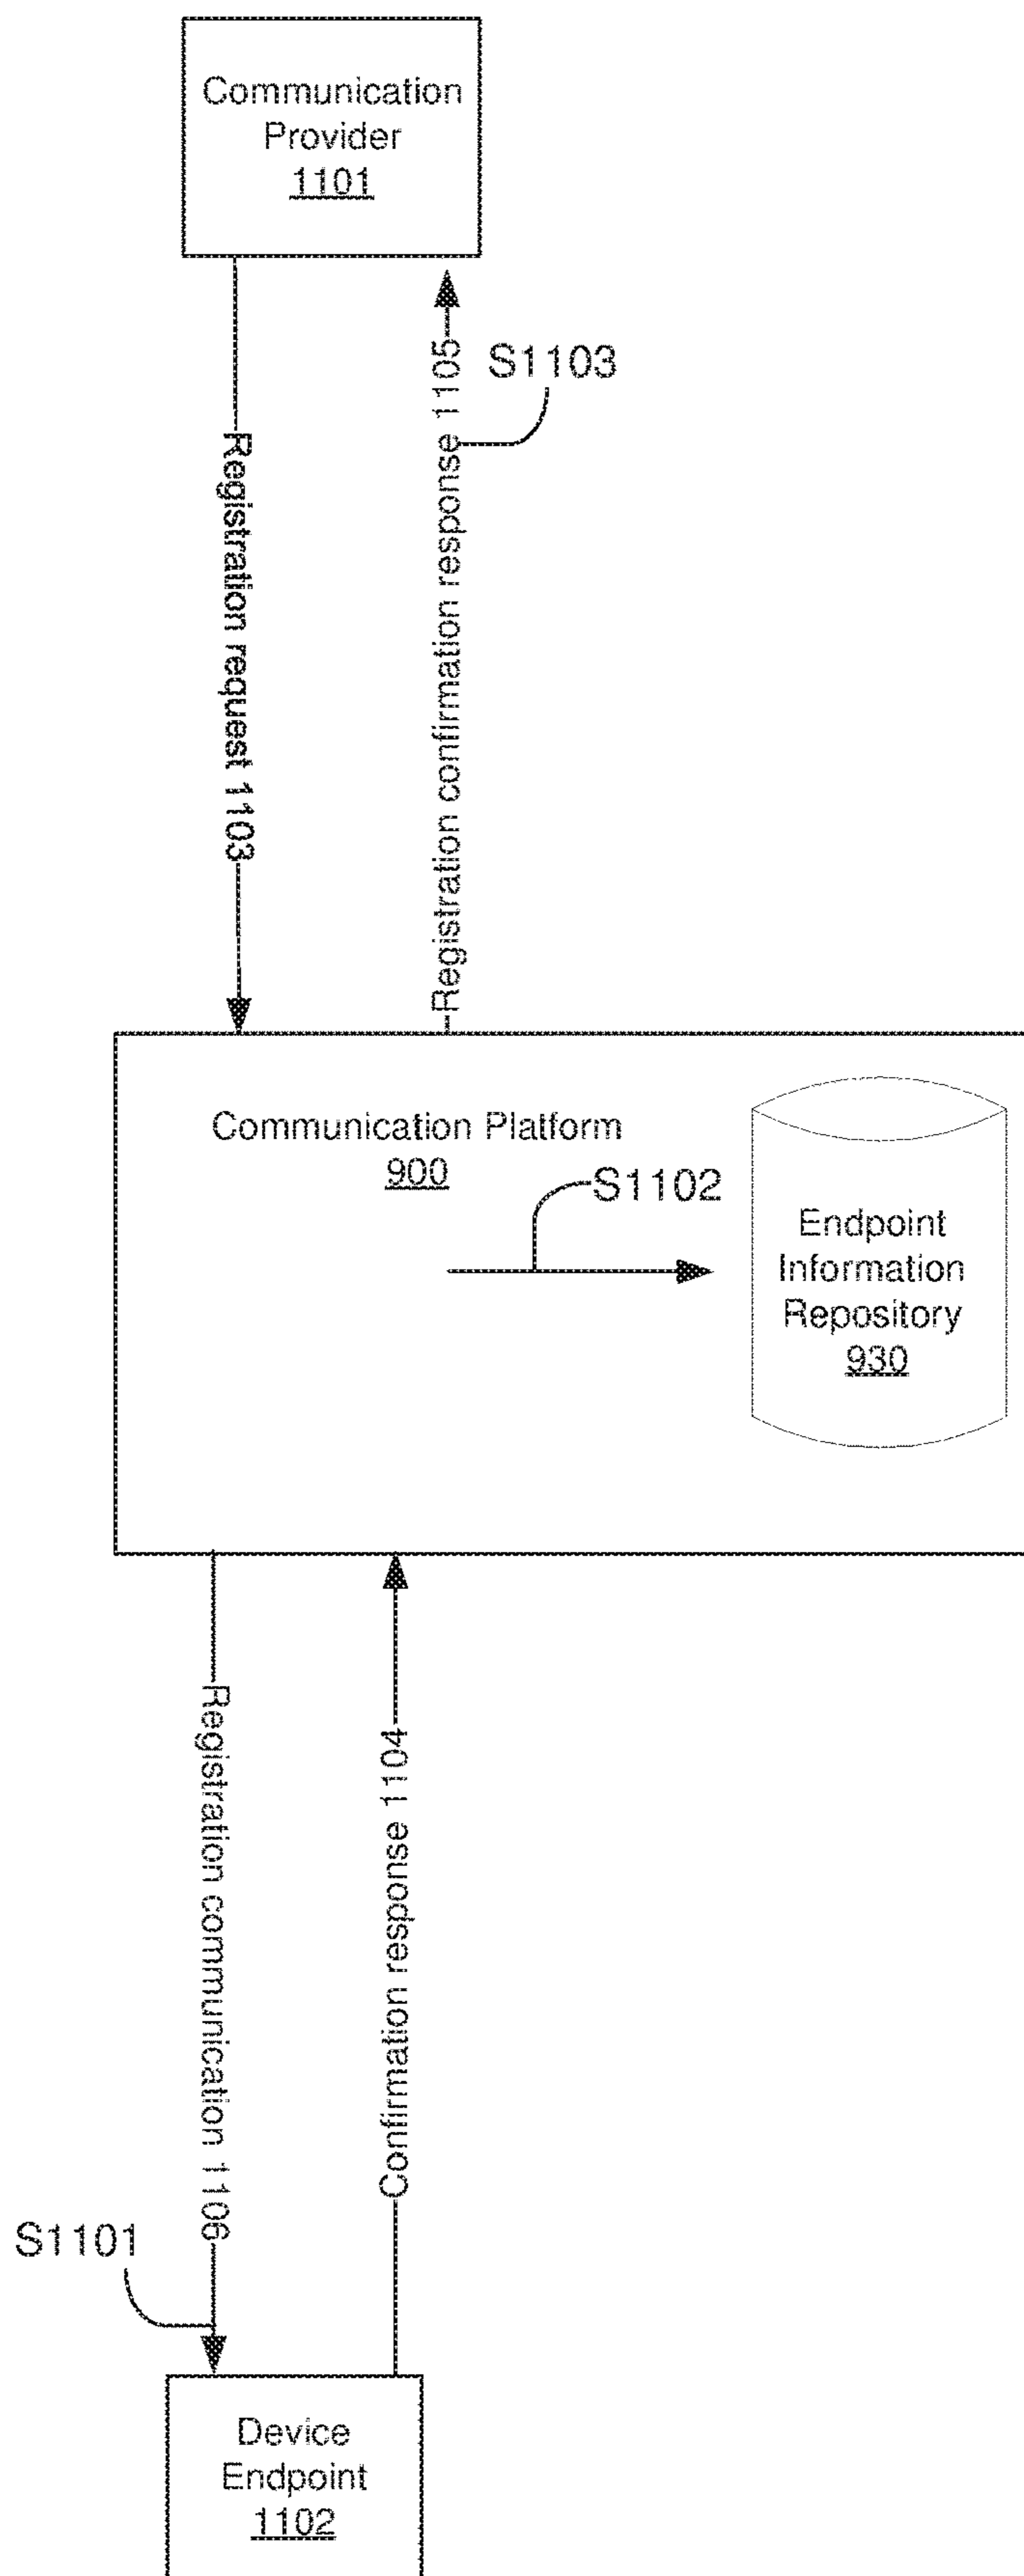 Communication
Provider
1101
S1103
Registration request 1103
Registration confirmation response 1105
Communication Platform
900
S1102
Endpoint
Information
Repository
930
Registration communication 1106
Confirmation response 1104
S1101
Device
Endpoint
1102